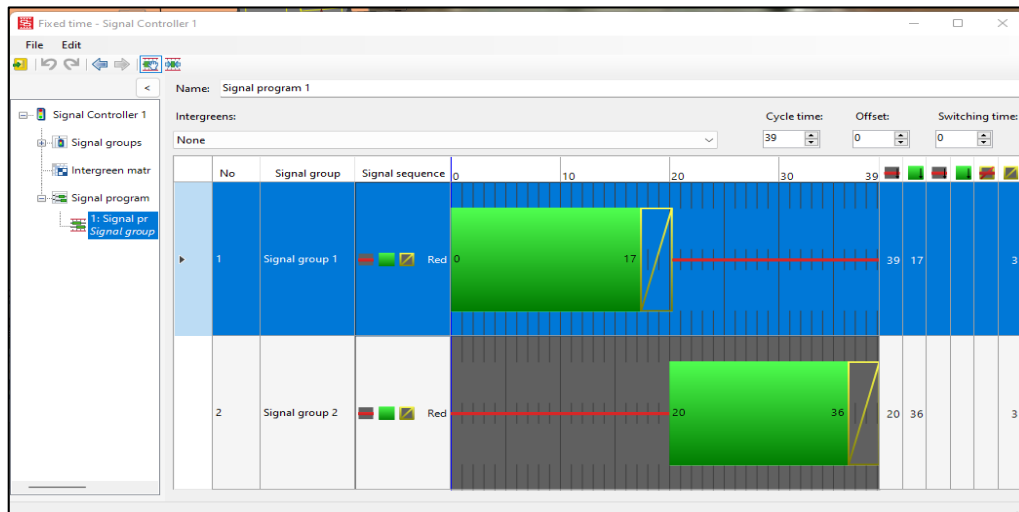 Fixed time - Signal Controller 1
File Edit
<
Name: Signal program 1
Signal Controller 1
Signal groups
Intergreen matr
Signal program
1: Signal pr
Signal group
Intergreens: Cycle time: Offset: Switching time:
None 39 0 0
No Signal group Signal sequence 0 10 20 30 39
1 Signal group 1 Red 0 17 39 17 3
2 Signal group 2 Red 20 36 20 36 3